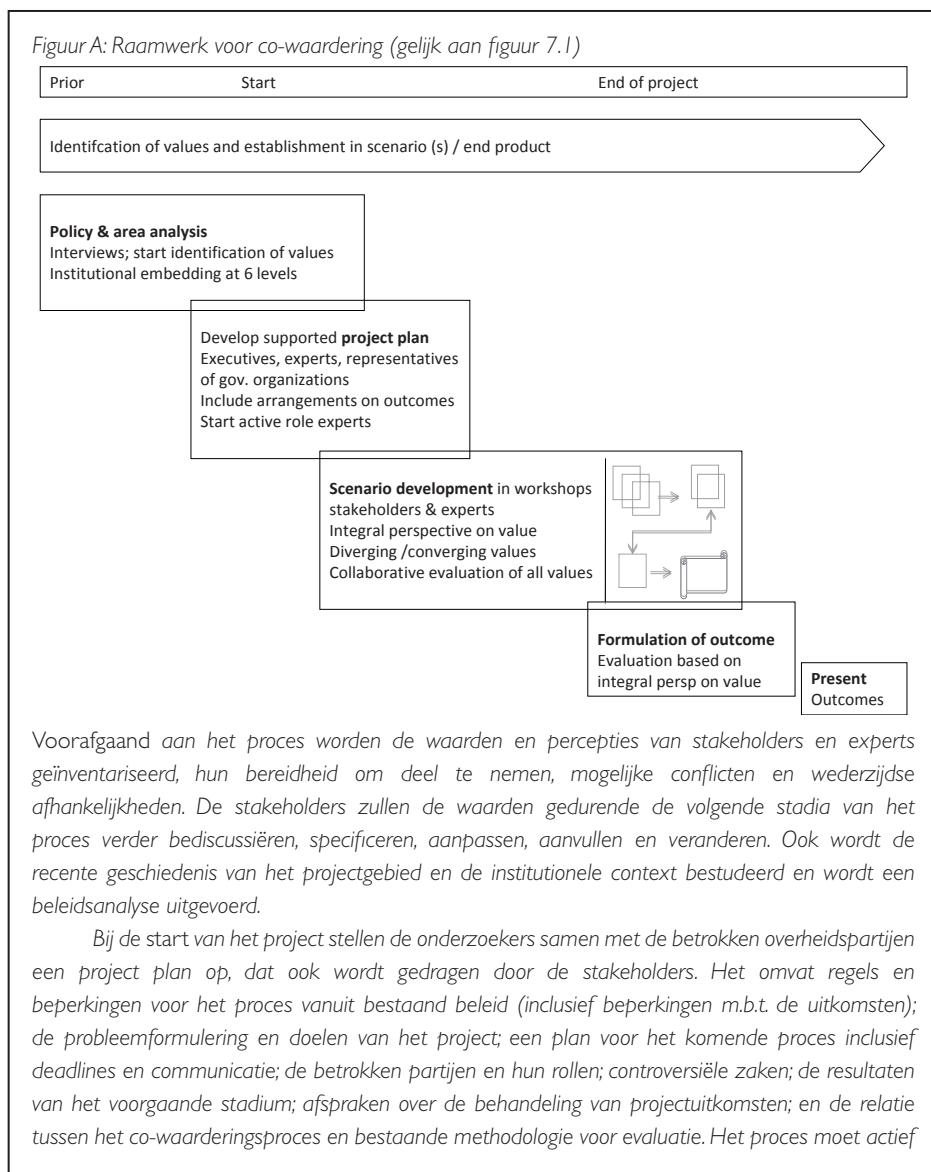 Figuur A: Raamwerk voor co-waardering (gelijk aan figuur 7.1)
Prior Start End of project
Identifcation of values and establishment in scenario (s) / end product
Policy & area analysis
Interviews; start identification of values
Institutional embedding at 6 levels
Develop supported project plan
Executives, experts, representatives
of gov. organizations
Include arrangements on outcomes
Start active role experts
Scenario development in workshops
stakeholders & experts
Integral perspective on value
Diverging /converging values
Collaborative evaluation of all values
Formulation of outcome
Evaluation based on
integral persp on value
Present
Outcomes
Voorafgaand aan het proces worden de waarden en percepties van stakeholders en experts
geïnventariseerd, hun bereidheid om deel te nemen, mogelijke conflicten en wederzijdse
afhankelijkheden. De stakeholders zullen de waarden gedurende de volgende stadia van het
proces verder bediscussiëren, specificeren, aanpassen, aanvullen en veranderen. Ook wordt de
recente geschiedenis van het projectgebied en de institutionele context bestudeerd en wordt een
beleidsanalyse uitgevoerd.
Bij de start van het project stellen de onderzoekers samen met de betrokken overheidspartijen
een project plan op, dat ook wordt gedragen door de stakeholders. Het omvat regels en
beperkingen voor het proces vanuit bestaand beleid (inclusief beperkingen m.b.t. de uitkomsten);
de probleemformulering en doelen van het project; een plan voor het komende proces inclusief
deadlines en communicatie; de betrokken partijen en hun rollen; controversiële zaken; de resultaten
van het voorgaande stadium; afspraken over de behandeling van projectuitkomsten; en de relatie
tussen het co-waarderingsproces en bestaande methodologie voor evaluatie. Het proces moet actief